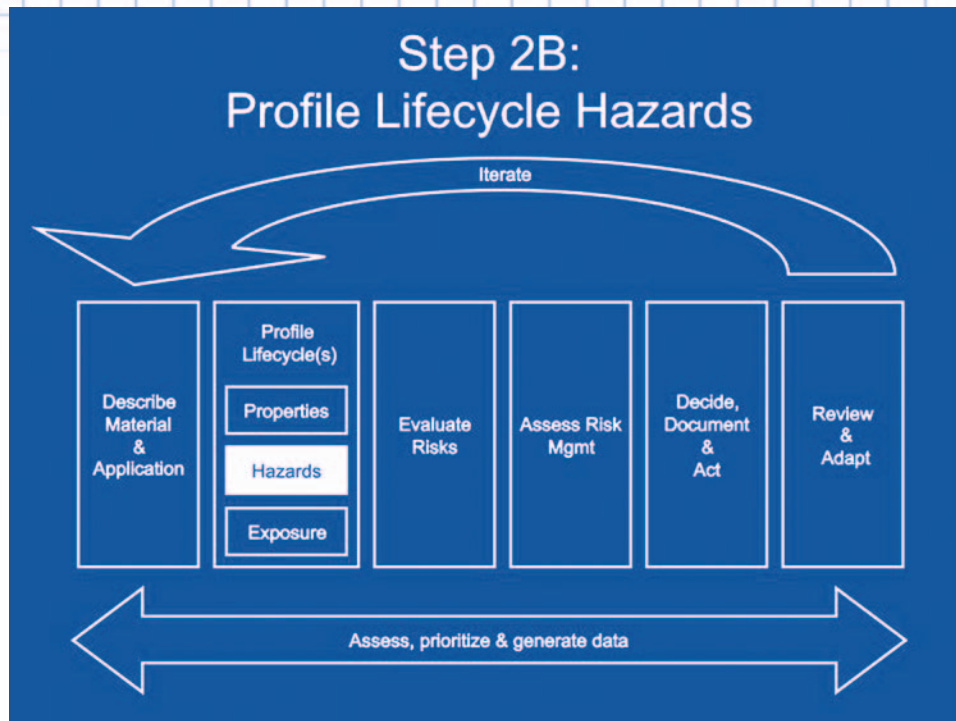 Step 2B:
Profile Lifecycle Hazards
Iterate
Describe
Material
&
Application
Profile
Lifecycle(s)
Properties
Hazards
Exposure
Evaluate
Risks
Assess Risk
Mgmt
Decide,
Document
&
Act
Review
&
Adapt
Assess, prioritize & generate data